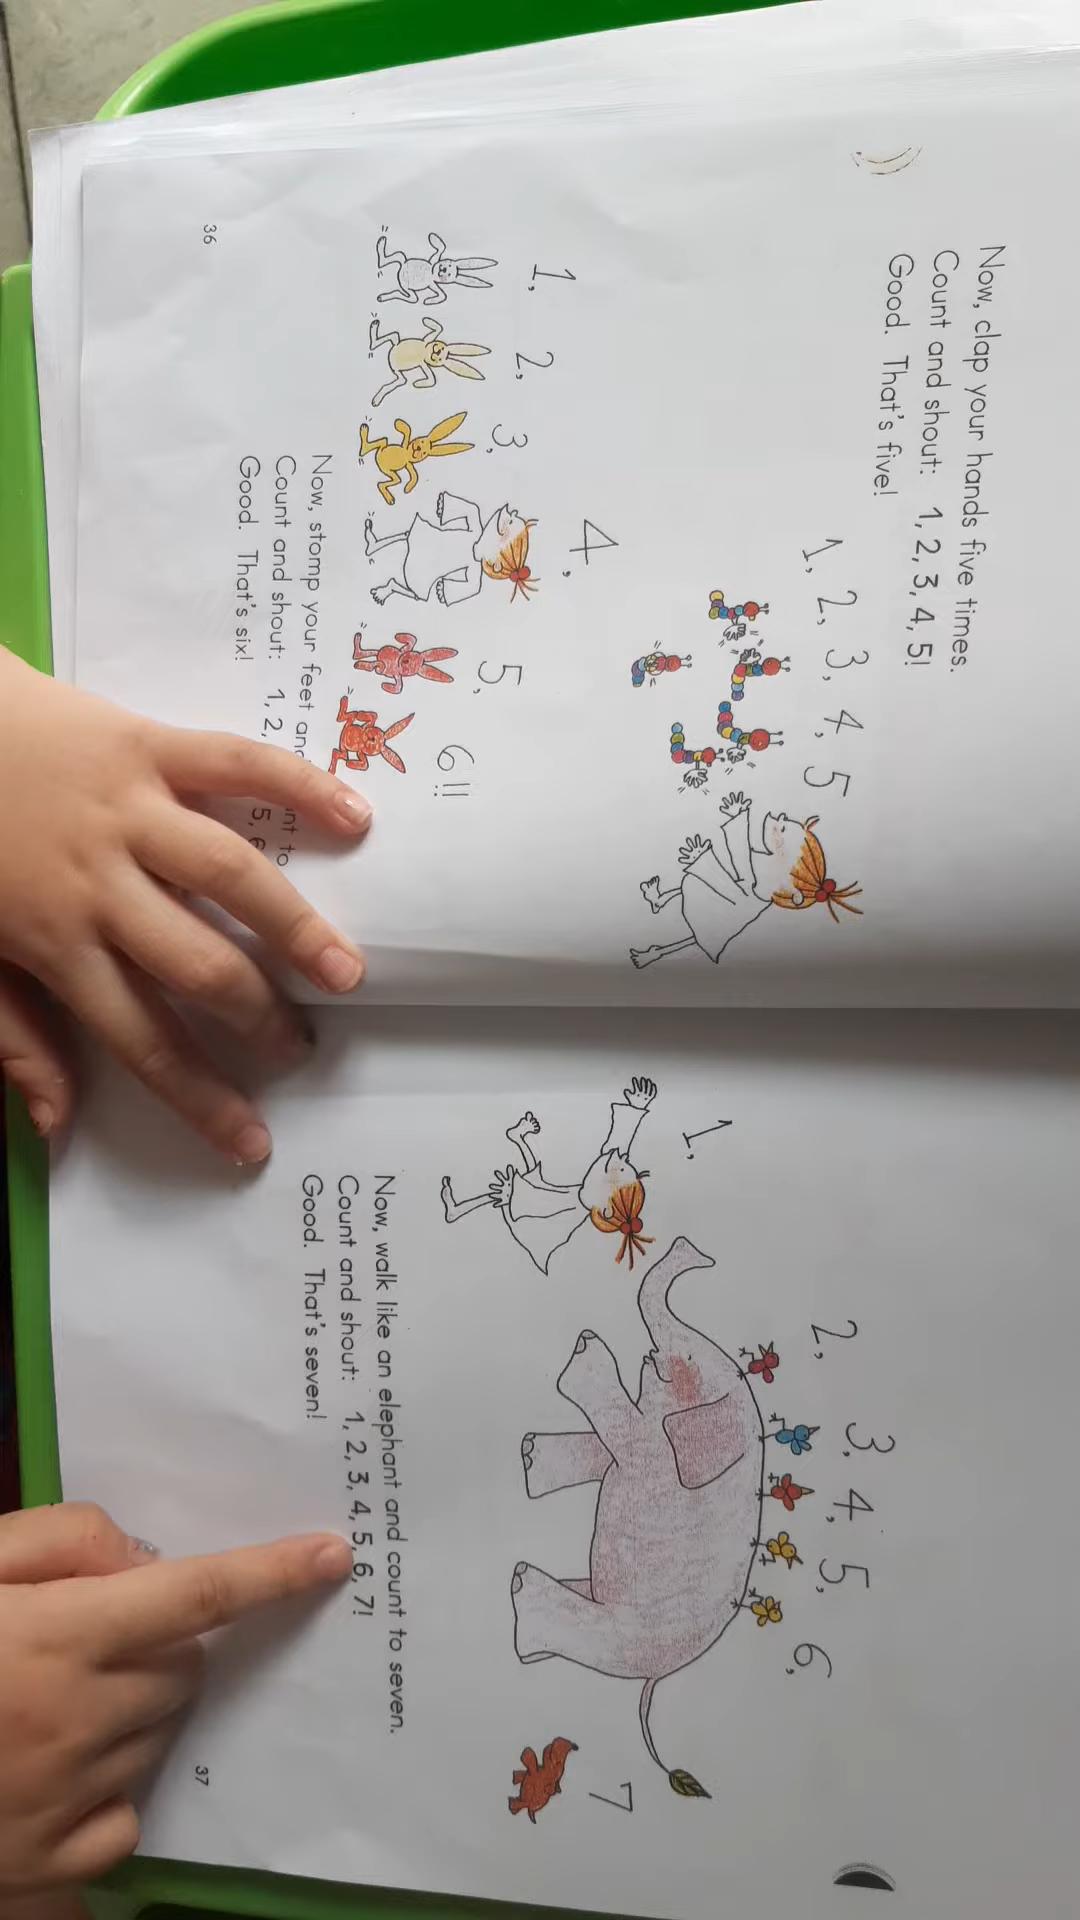 Now, clap your hands five times.
Count and shout: 1, 2, 3, 4, 5!
Good. That's five!
1, 2, 3, 4, 5
1, 2, 3, 4, 5, 6!!
Now, stomp your feet and
Count and shout: 1, 2, 5, 6
Good. That's six!
36
1,
2,
3, 4, 5,
6,
7
Now, walk like an elephant and count to seven.
Count and shout: 1, 2, 3, 4, 5, 6, 7!
Good. That's seven!
37